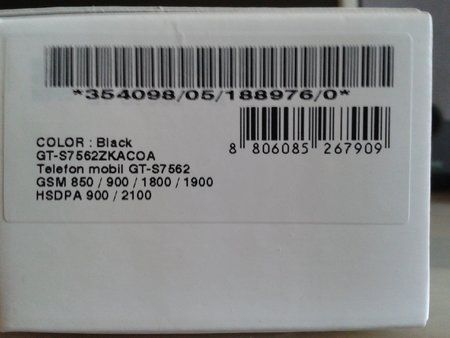 *354098/05/188976/0*
8 806085 267909
COLOR : Black
GT-S7562ZKACOA
Telefon mobil GT-S7562
GSM 850 / 900 / 1800 / 1900
HSDPA 900 / 2100